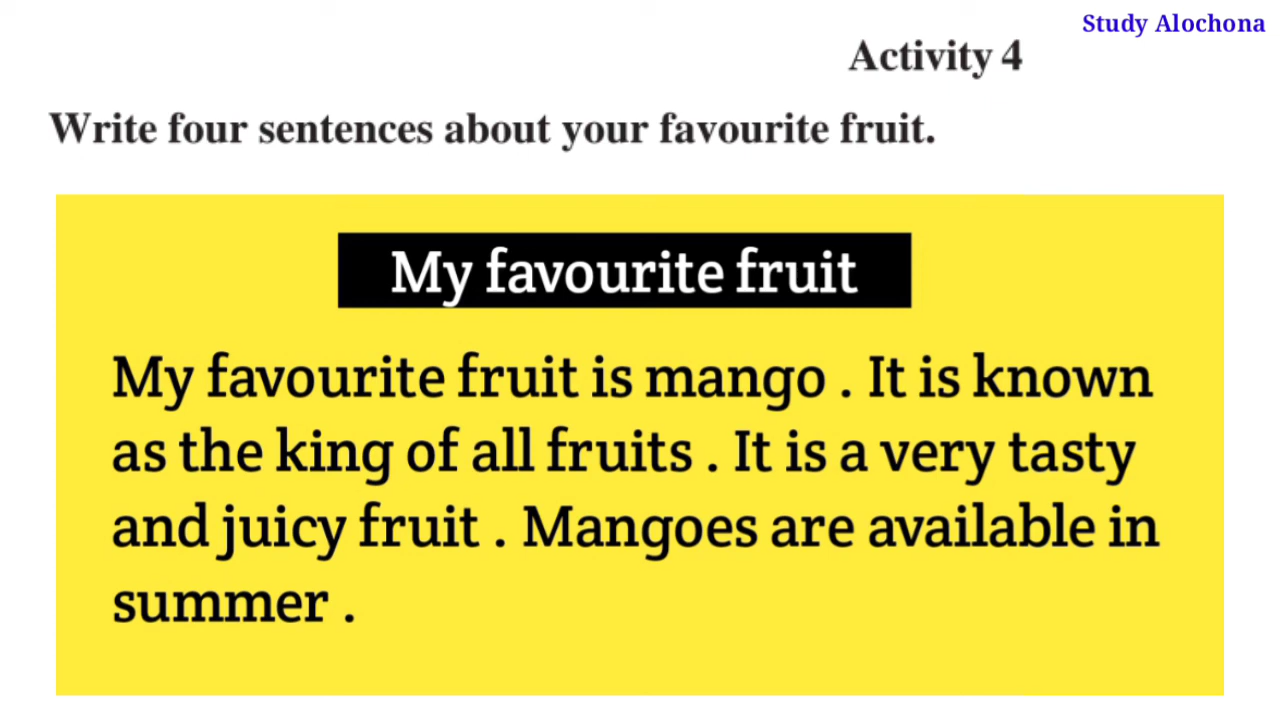 Study Alochona
Activity 4
Write four sentences about your favourite fruit.
My favourite fruit
My favourite fruit is mango . It is known
as the king of all fruits . It is a very tasty
and juicy fruit . Mangoes are available in
summer .